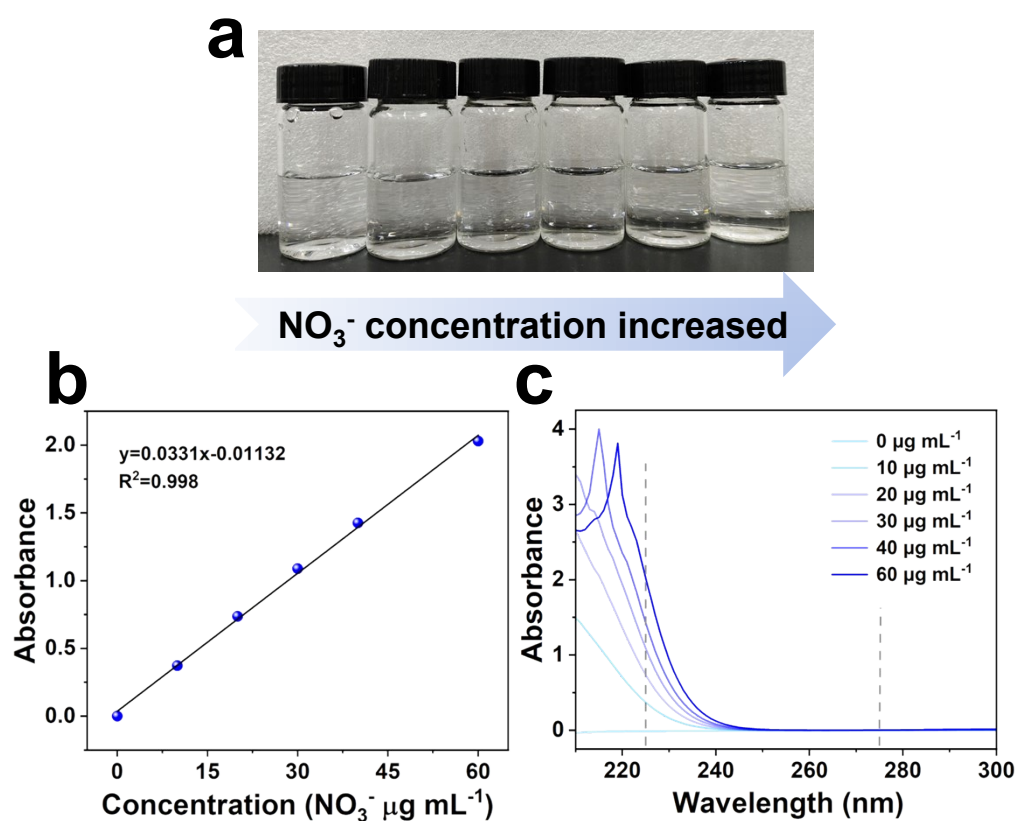 a
NO₃⁻ concentration increased
b
y=0.0331x-0.01132
R²=0.998
2.0
1.5
1.0
0.5
0.0
0 15 30 45 60
Absorbance
Concentration (NO₃⁻ μg mL⁻¹)
c
0 μg mL⁻¹
10 μg mL⁻¹
20 μg mL⁻¹
30 μg mL⁻¹
40 μg mL⁻¹
60 μg mL⁻¹
4
3
2
1
0
220 240 260 280 300
Absorbance
Wavelength (nm)